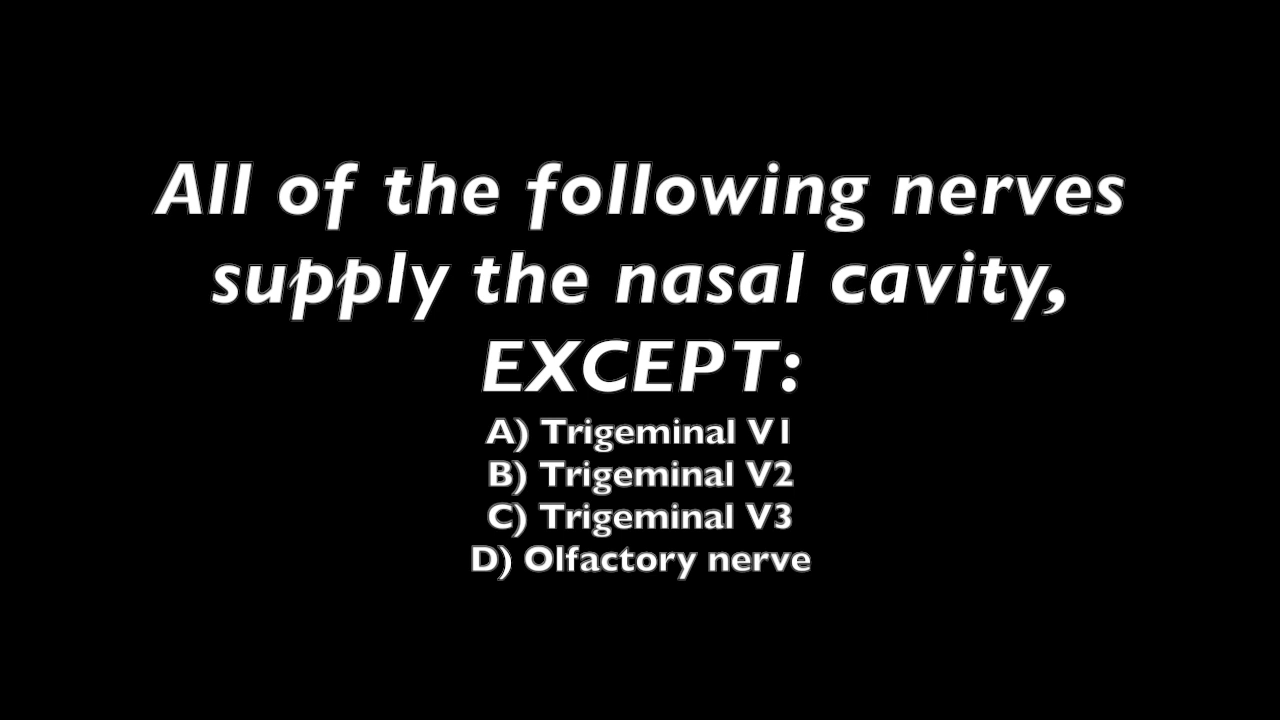 All of the following nerves
supply the nasal cavity,
EXCEPT:
A) Trigeminal V1
B) Trigeminal V2
C) Trigeminal V3
D) Olfactory nerve